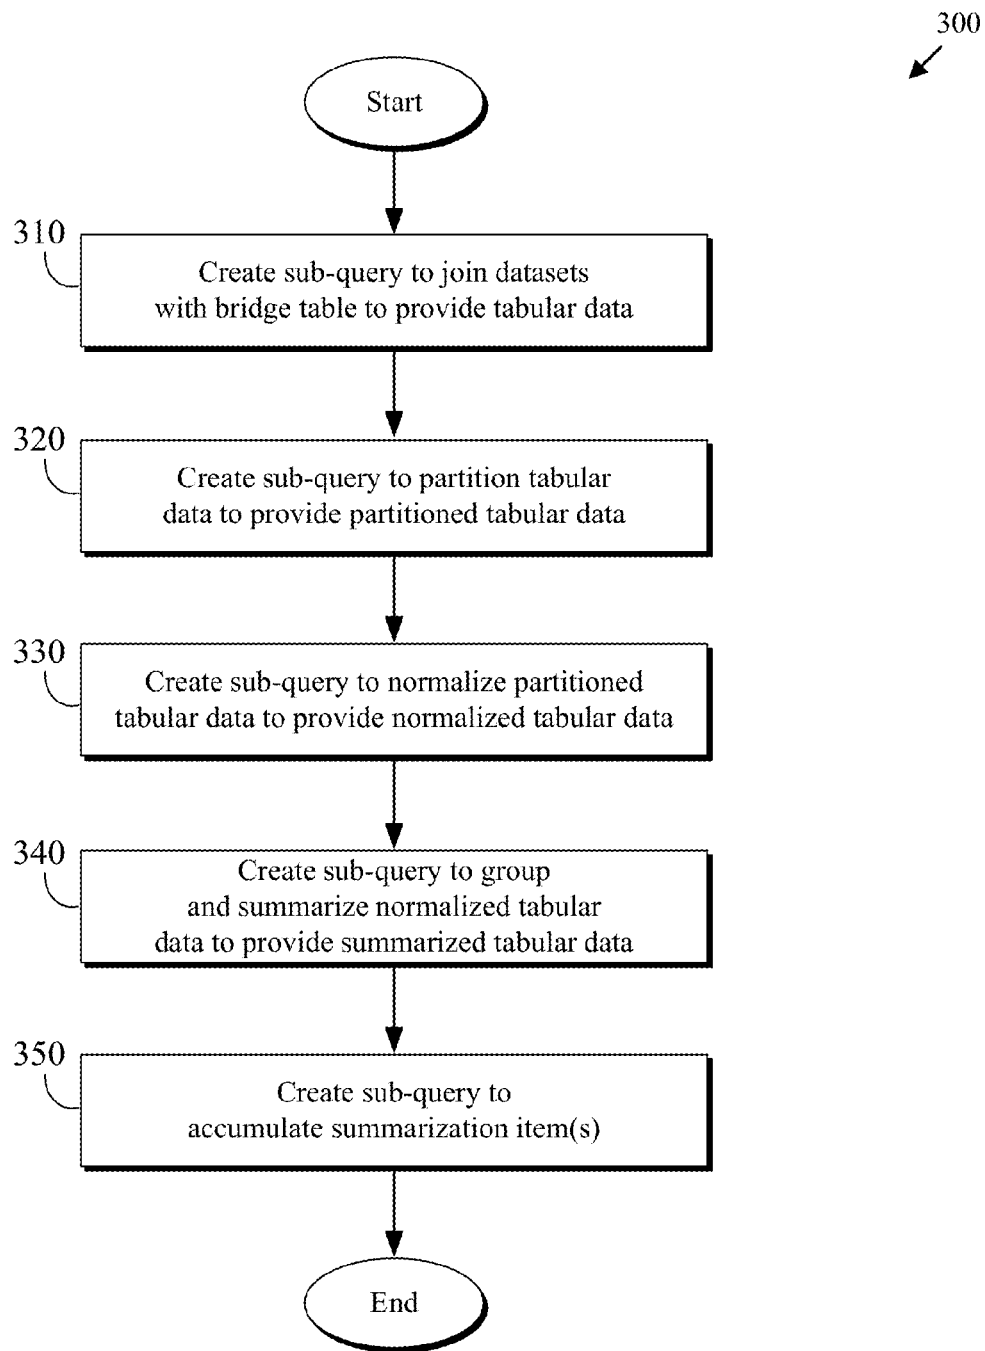 300
Start
310
Create sub-query to join datasets
with bridge table to provide tabular data
320
Create sub-query to partition tabular
data to provide partitioned tabular data
330
Create sub-query to normalize partitioned
tabular data to provide normalized tabular data
340
Create sub-query to group
and summarize normalized tabular
data to provide summarized tabular data
350
Create sub-query to
accumulate summarization item(s)
End